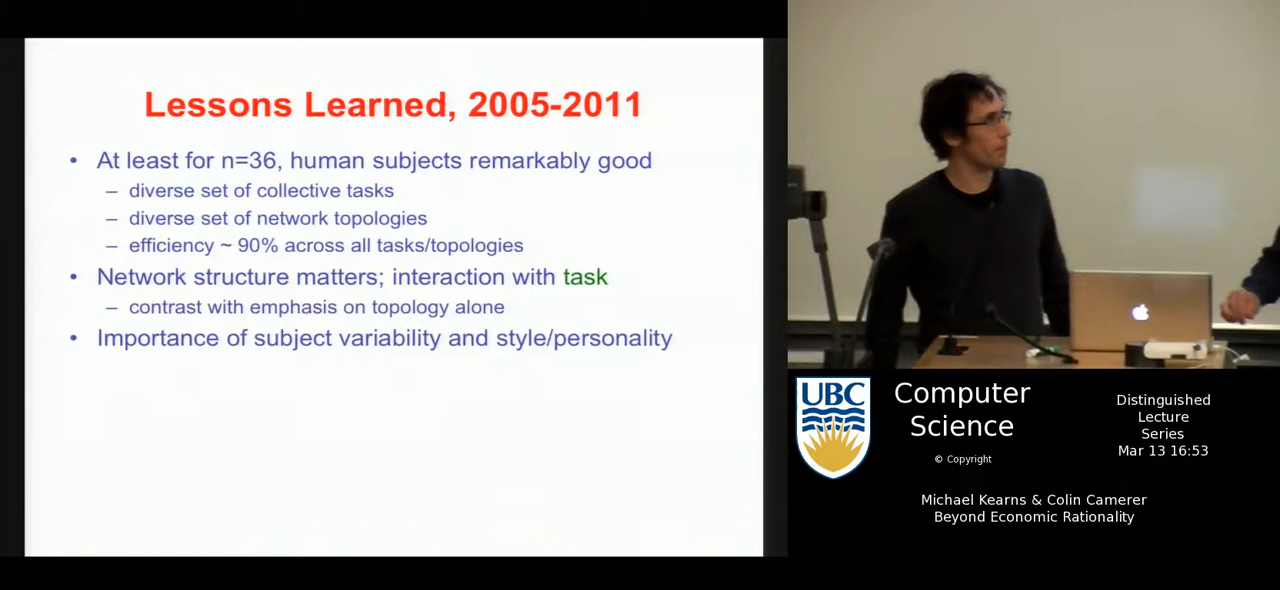 Lessons Learned, 2005-2011
• At least for n=36, human subjects remarkably good
– diverse set of collective tasks
– diverse set of network topologies
– efficiency ~ 90% across all tasks/topologies
• Network structure matters; interaction with task
– contrast with emphasis on topology alone
• Importance of subject variability and style/personality
UBC
Computer
Science
© Copyright
Distinguished
Lecture
Series
Mar 13 16:53
Michael Kearns & Colin Camerer
Beyond Economic Rationality